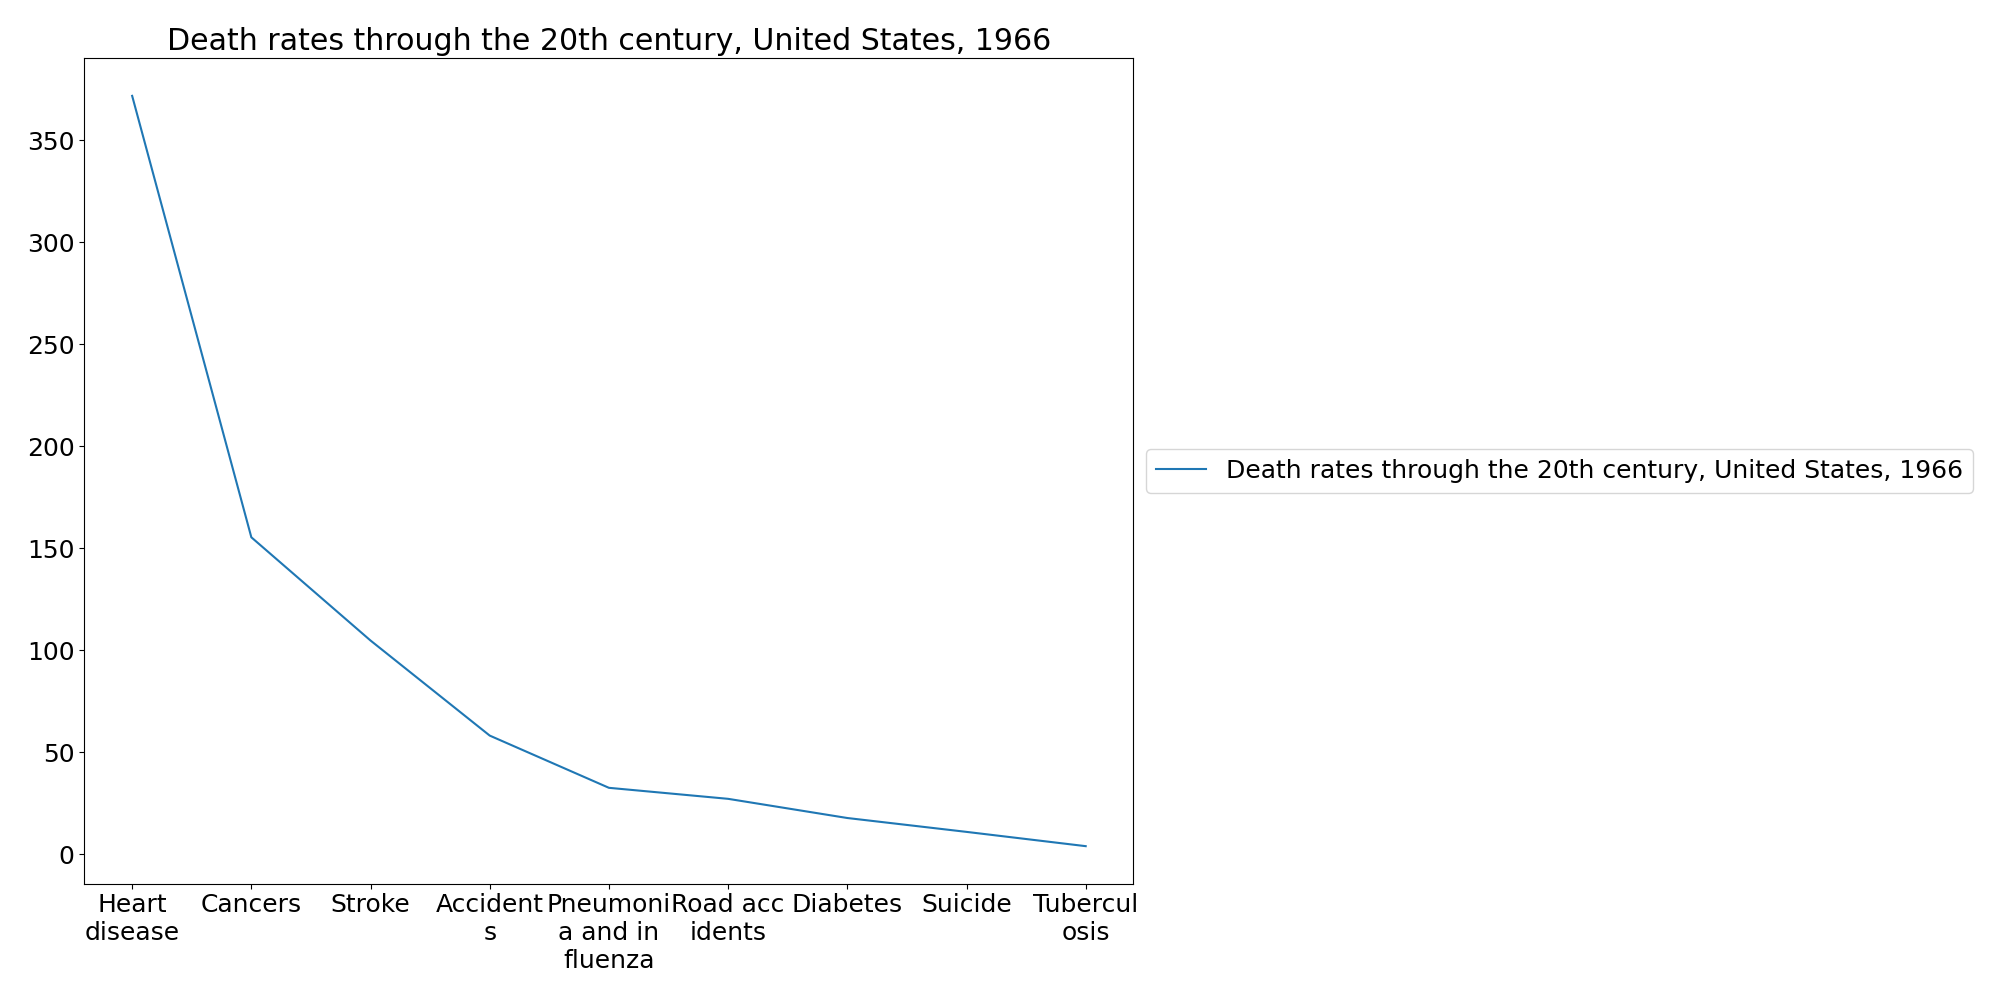 Death rates through the 20th century, United States, 1966
350
300
250
200
150
100
50
0
Death rates through the 20th century, United States, 1966
Heart
disease
Cancers
Stroke
Accident
s
Pneumoni
a and in
fluenza
Road acc
idents
Diabetes
Suicide
Tubercul
osis